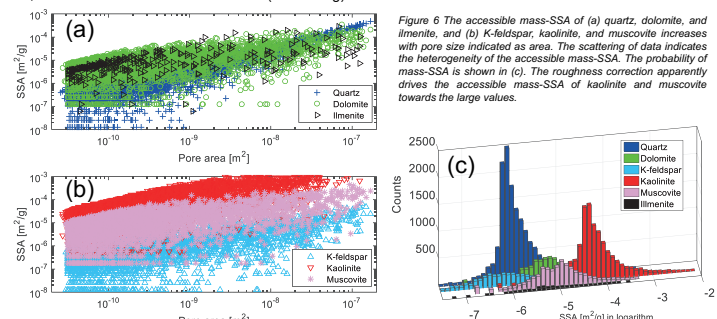 (a)
SSA [m²/g]
10⁻³
10⁻⁴
10⁻⁵
10⁻⁶
10⁻⁷
10⁻⁸
Quartz
Dolomite
Ilmenite
10⁻¹⁰
10⁻⁹
10⁻⁸
10⁻⁷
Pore area [m²]
Figure 6 The accessible mass-SSA of (a) quartz, dolomite, and
ilmenite, and (b) K-feldspar, kaolinite, and muscovite increases
with pore size indicated as area. The scattering of data indicates
the heterogeneity of the accessible mass-SSA. The probability of
mass-SSA is shown in (c). The roughness correction apparently
drives the accessible mass-SSA of kaolinite and muscovite
towards the large values.
(b)
SSA [m²/g]
10⁻³
10⁻⁴
10⁻⁵
10⁻⁶
10⁻⁷
10⁻⁸
K-feldspar
Kaolinite
Muscovite
10⁻¹⁰
10⁻⁹
10⁻⁸
10⁻⁷
(c)
Counts
2500
2000
1500
1000
500
Quartz
Dolomite
K-feldspar
Kaolinite
Muscovite
Illmenite
-7
-6
-5
-4
-3
-2
SSA [m²/g] in logarithm